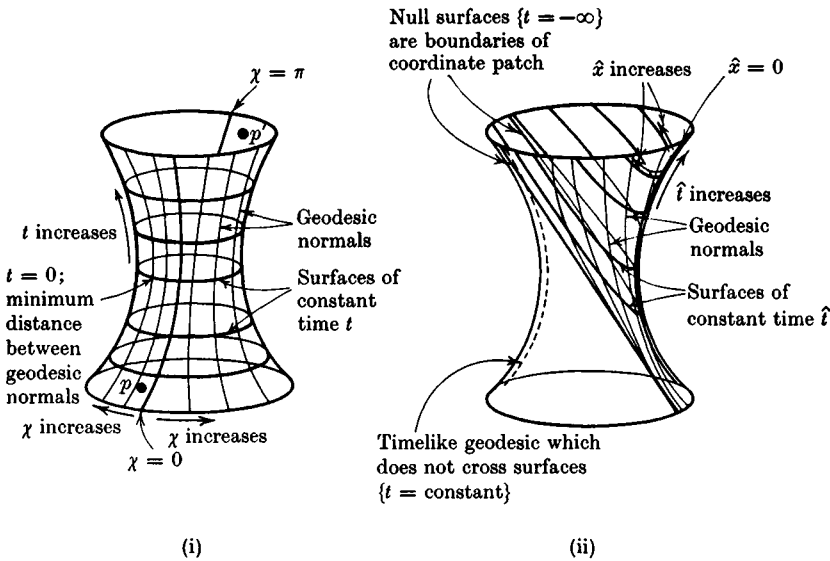 χ = π
p′
t increases
Geodesic
normals
t = 0;
minimum
distance
between
geodesic
normals
Surfaces of
constant
time t
p
χ increases
χ increases
χ = 0
(i)
Null surfaces {t = −∞}
are boundaries of
coordinate patch
x̂ increases
x̂ = 0
t̂ increases
Geodesic
normals
Surfaces of
constant time t̂
Timelike geodesic which
does not cross surfaces
{t = constant}
(ii)